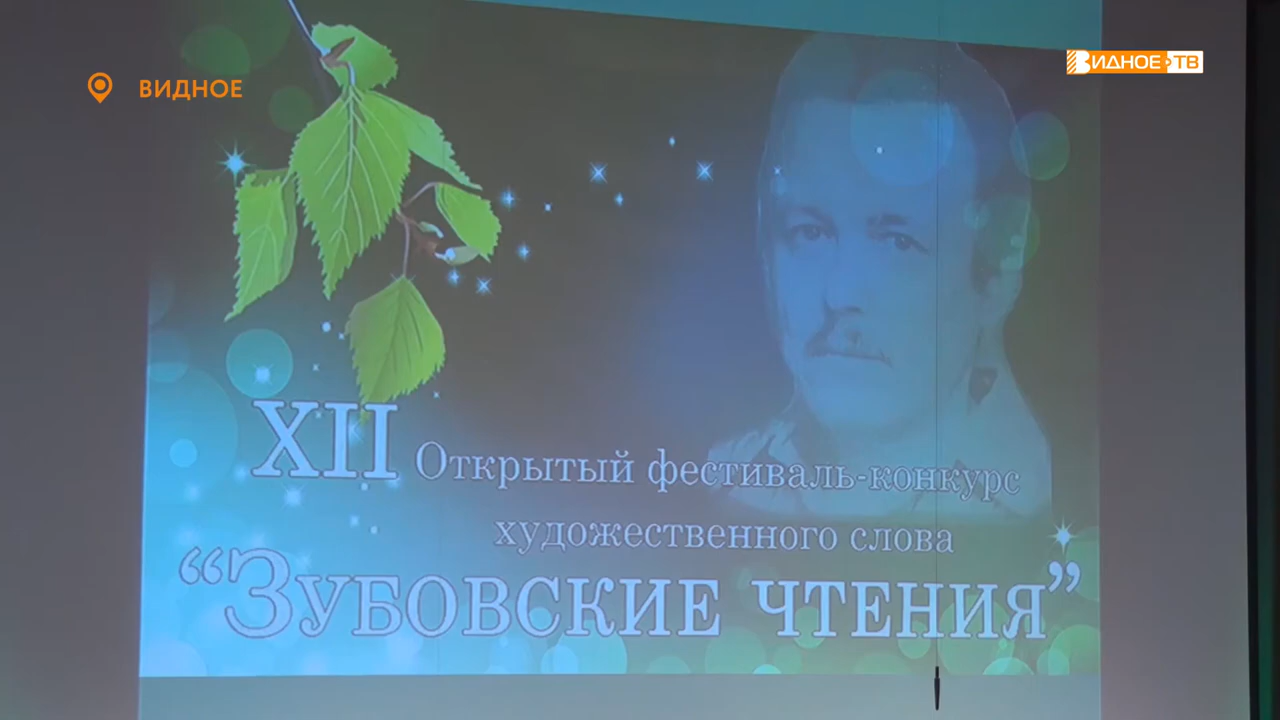 ВИДНОЕ
ВИДНОЕ ТВ
XII Открытый фестиваль-конкурс
художественного слова
“Зубовские чтения”